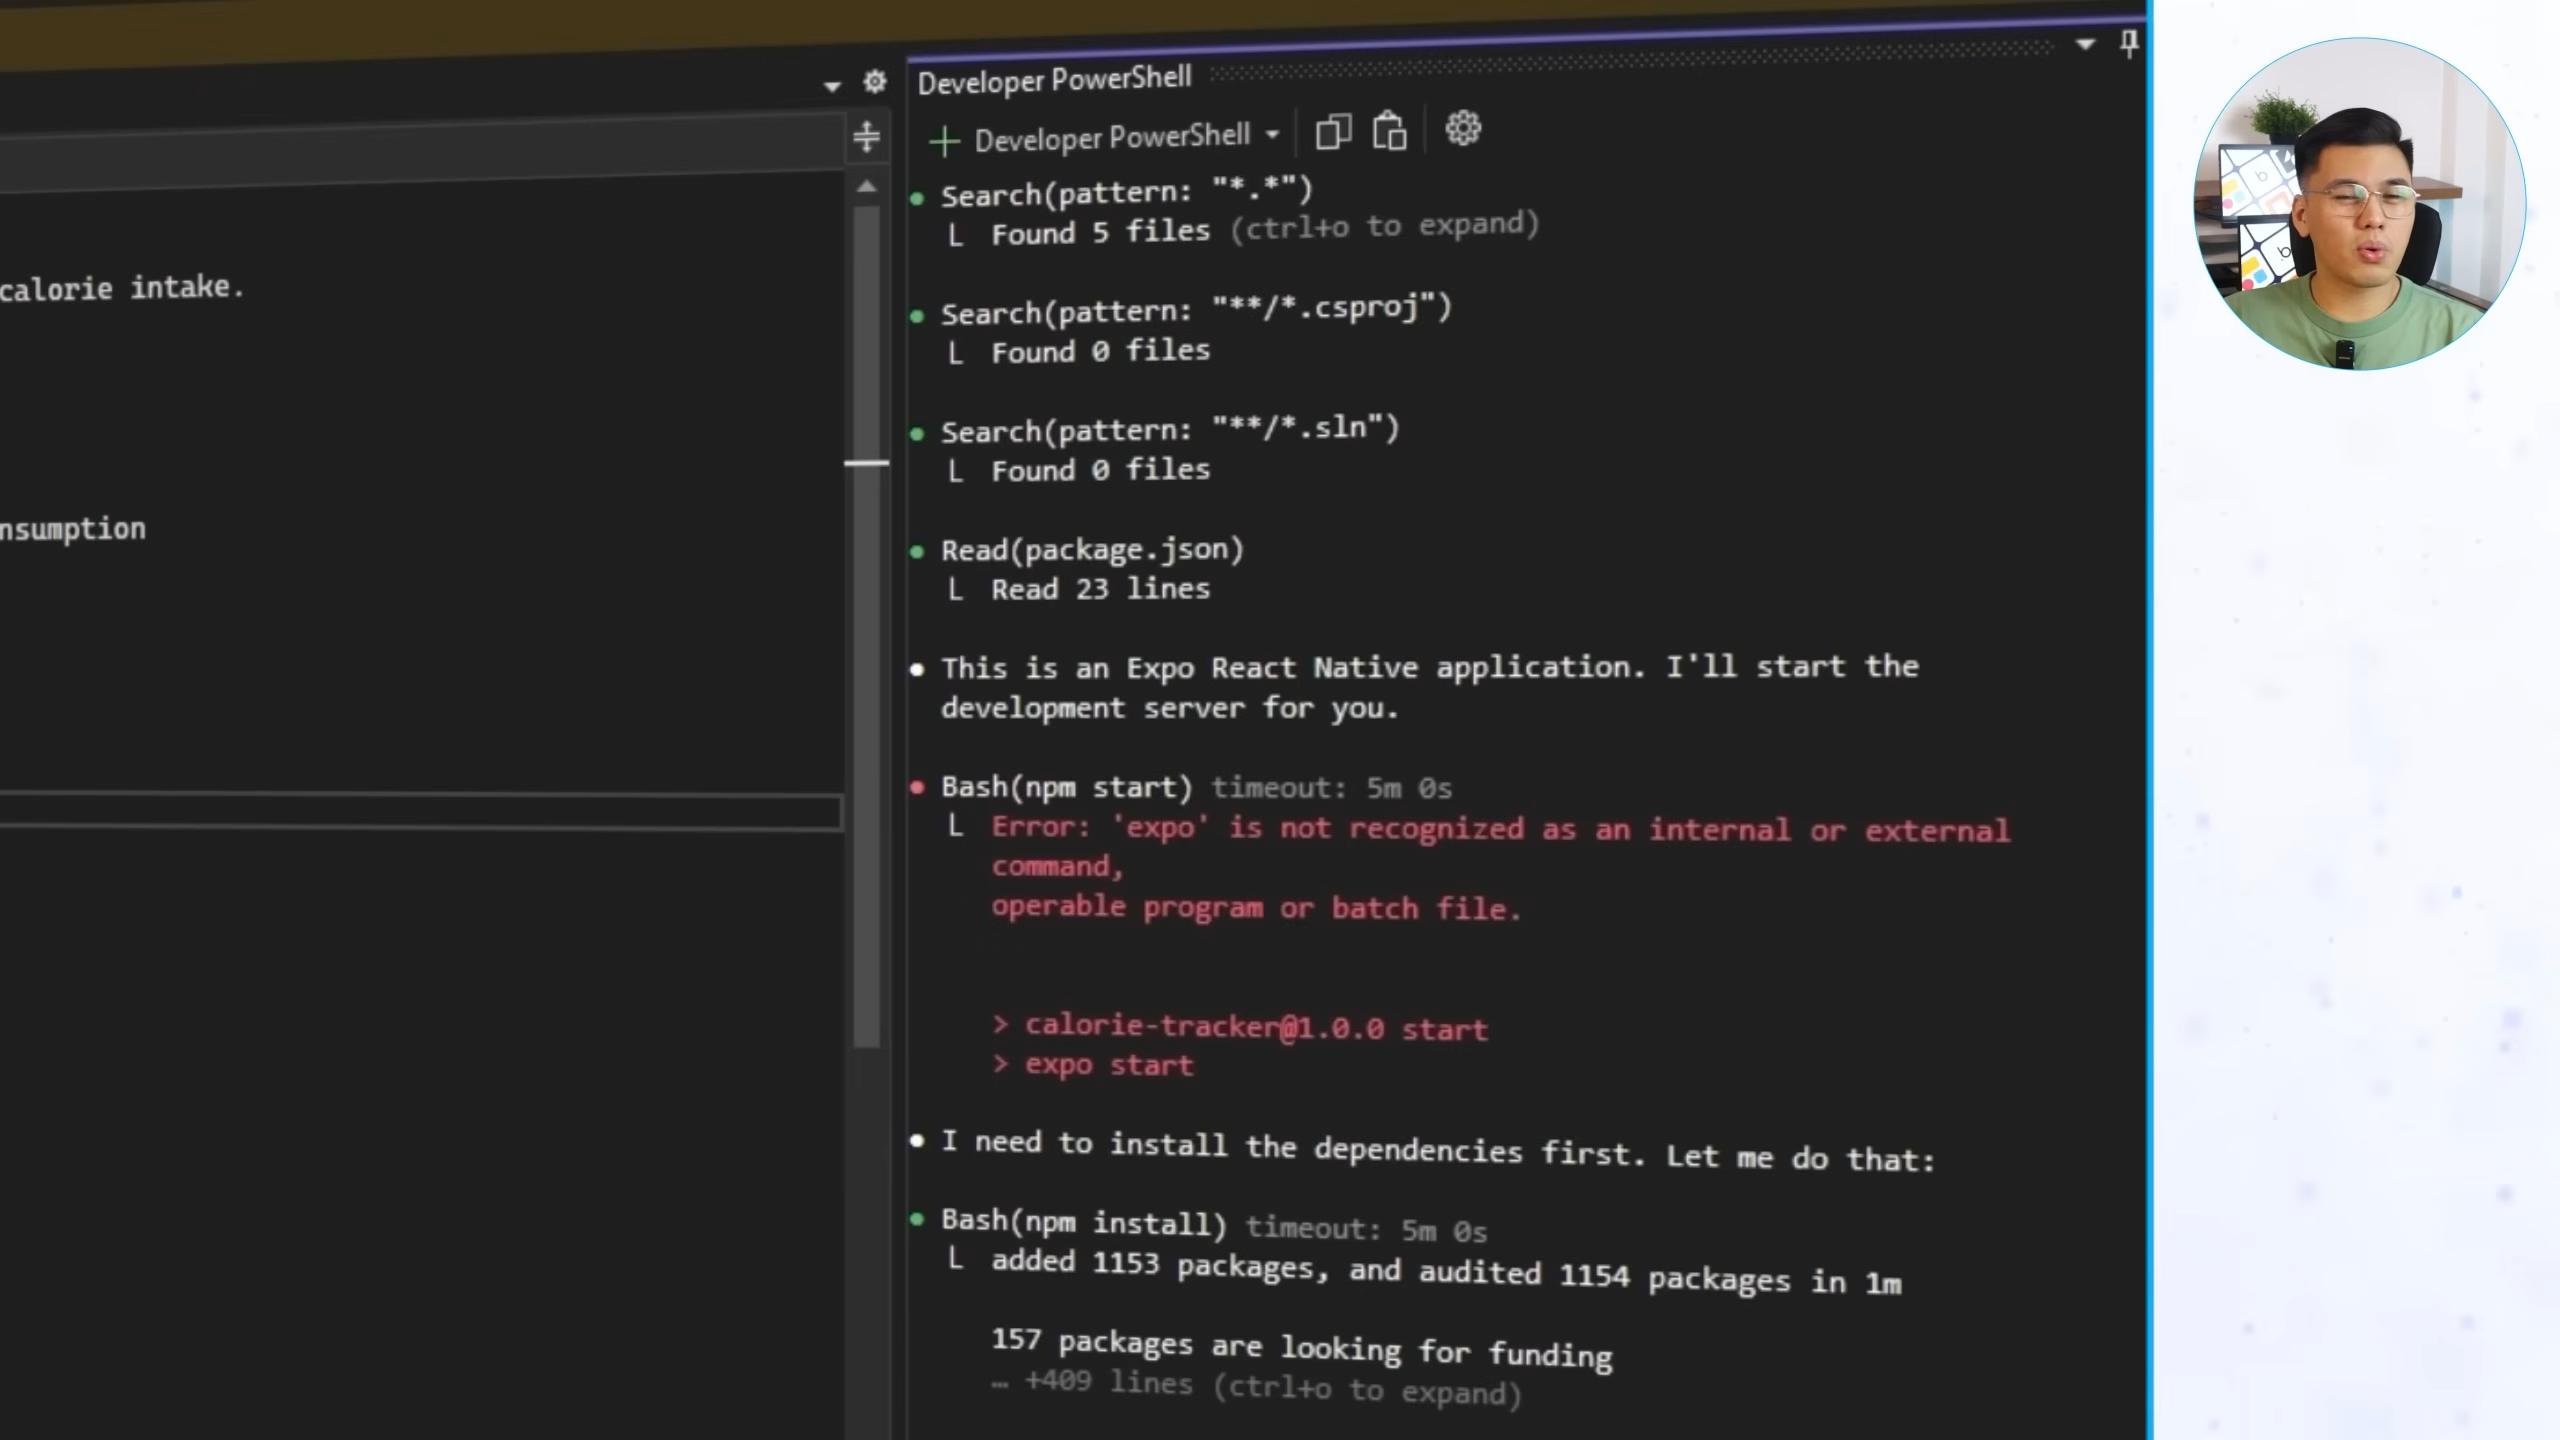 calorie intake.
nsumption
Developer PowerShell
Developer PowerShell
Search(pattern: "*.*")
└ Found 5 files (ctrl+o to expand)
Search(pattern: "**/*.csproj")
└ Found 0 files
Search(pattern: "**/*.sln")
└ Found 0 files
Read(package.json)
└ Read 23 lines
This is an Expo React Native application. I'll start the
development server for you.
Bash(npm start) timeout: 5m 0s
└ Error: 'expo' is not recognized as an internal or external
command,
operable program or batch file.
> calorie-tracker@1.0.0 start
> expo start
I need to install the dependencies first. Let me do that:
Bash(npm install) timeout: 5m 0s
└ added 1153 packages, and audited 1154 packages in 1m
157 packages are looking for funding
… +409 lines (ctrl+o to expand)